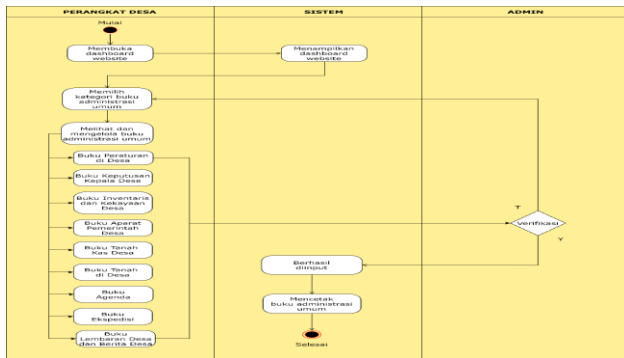 PERANGKAT DESA
SISTEM
ADMIN
Mulai
Membuka
dashboard
website
Menampilkan
dashboard
website
Memilih
kategori buku
administrasi
umum
Melihat dan
mengelola buku
administrasi umum
Buku Peraturan
di Desa
Buku Keputusan
Kepala Desa
Buku Inventaris
dan Kekayaan
Desa
Buku Aparat
Pemerintah
Desa
Buku Tanah
Kas Desa
Buku Tanah
di Desa
Buku
Agenda
Buku
Ekspedisi
Buku
Lembaran Desa
dan Berita Desa
T
Verifikasi
Y
Berhasil
diinput
Mencetak
buku administrasi
umum
Selesai